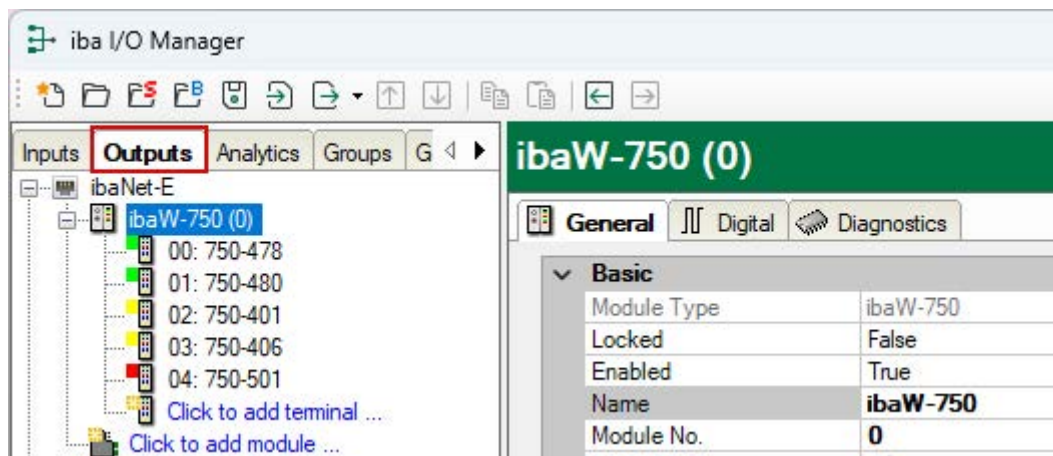 iba I/O Manager
Inputs Outputs Analytics Groups G
ibaNet-E
ibaW-750 (0)
00: 750-478
01: 750-480
02: 750-401
03: 750-406
04: 750-501
Click to add terminal ...
Click to add module ...
ibaW-750 (0)
General Digital Diagnostics
Basic
Module Type ibaW-750
Locked False
Enabled True
Name ibaW-750
Module No. 0